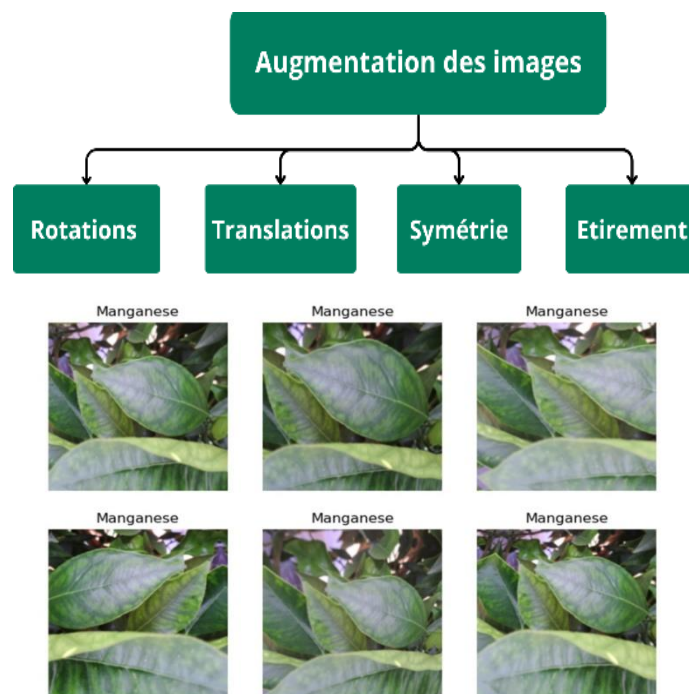 Augmentation des images
Rotations Translations Symétrie Etirement
Manganese Manganese Manganese
Manganese Manganese Manganese